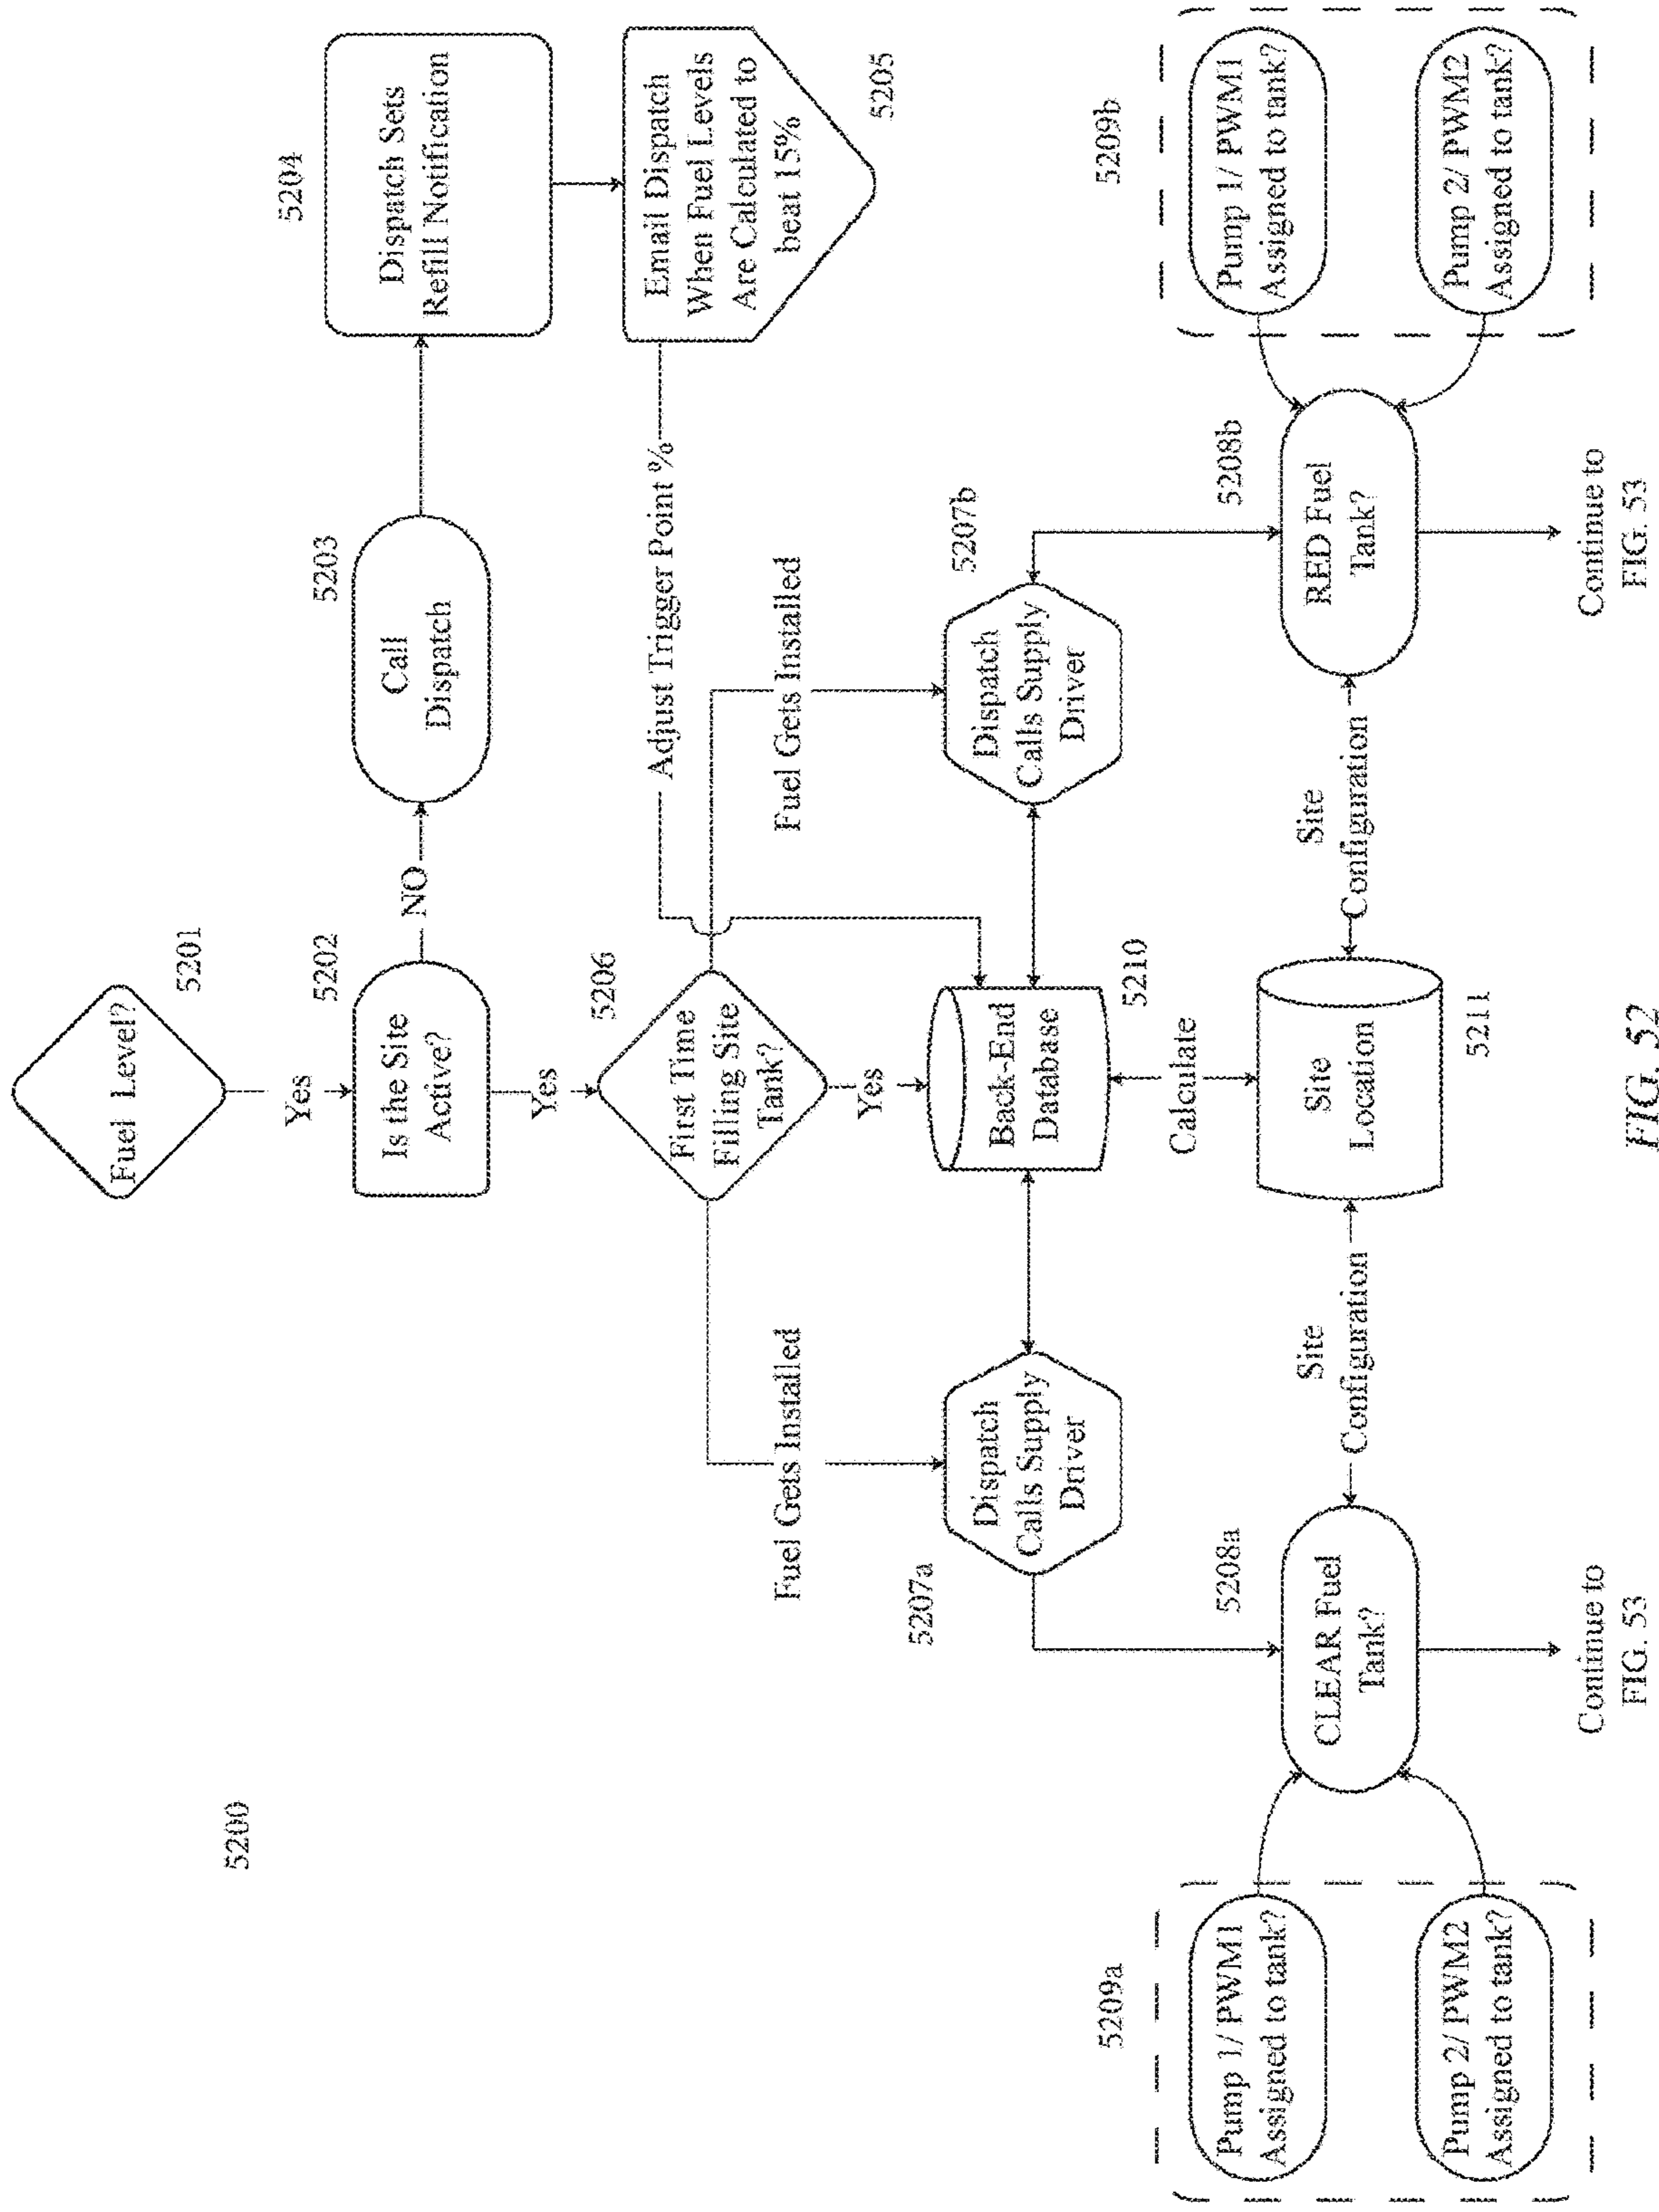 5200
Fuel Level?
5201
Yes
Is the Site
Active?
5202
NO
Call
Dispatch
5203
Dispatch Sets
Refill Notification
5204
Email Dispatch
When Fuel Levels
Are Calculated to
beat 15%
5205
Adjust Trigger Point %
Yes
First Time
Filling Site
Tank?
5206
Yes
Fuel Gets Installed
Fuel Gets Installed
5207a
Dispatch
Calls Supply
Driver
Back-End
Database
5210
Dispatch
Calls Supply
Driver
5207b
Calculate
5209a
Pump 1/ PWM1
Assigned to tank?
Pump 2/ PWM2
Assigned to tank?
5208a
CLEAR Fuel
Tank?
Site
Configuration
Site
Location
5211
Site
Configuration
5208b
RED Fuel
Tank?
5209b
Pump 1/ PWM1
Assigned to tank?
Pump 2/ PWM2
Assigned to tank?
Continue to
FIG. 53
Continue to
FIG. 53
FIG. 52